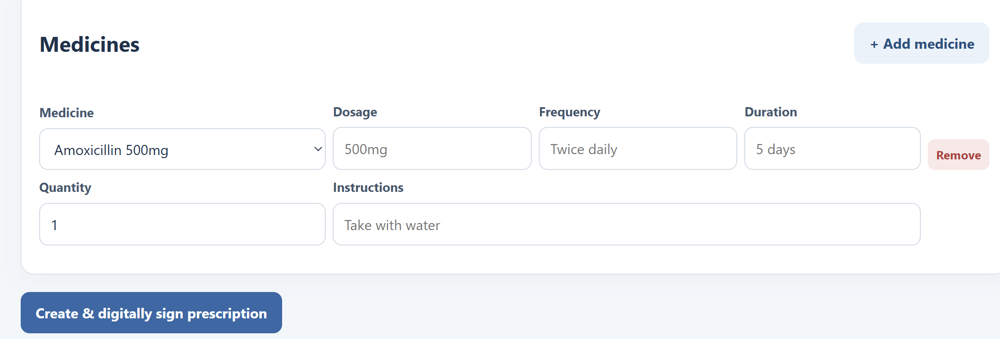 Medicines
+ Add medicine
Medicine
Dosage
Frequency
Duration
Amoxicillin 500mg
500mg
Twice daily
5 days
Remove
Quantity
Instructions
1
Take with water
Create & digitally sign prescription